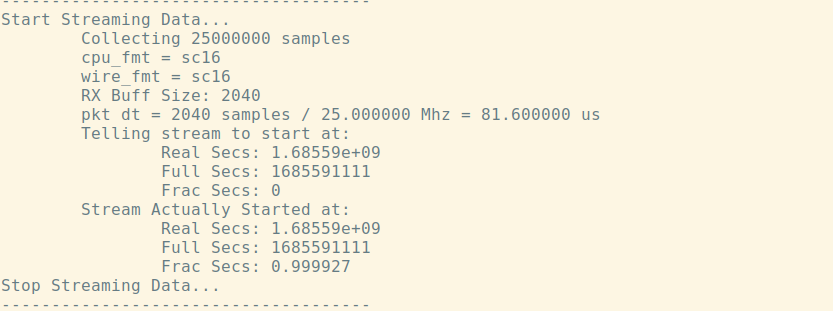 -------------------------------------
Start Streaming Data...
Collecting 25000000 samples
cpu_fmt = sc16
wire_fmt = sc16
RX Buff Size: 2040
pkt dt = 2040 samples / 25.000000 Mhz = 81.600000 us
Telling stream to start at:
Real Secs: 1.68559e+09
Full Secs: 1685591111
Frac Secs: 0
Stream Actually Started at:
Real Secs: 1.68559e+09
Full Secs: 1685591111
Frac Secs: 0.999927
Stop Streaming Data...
-------------------------------------